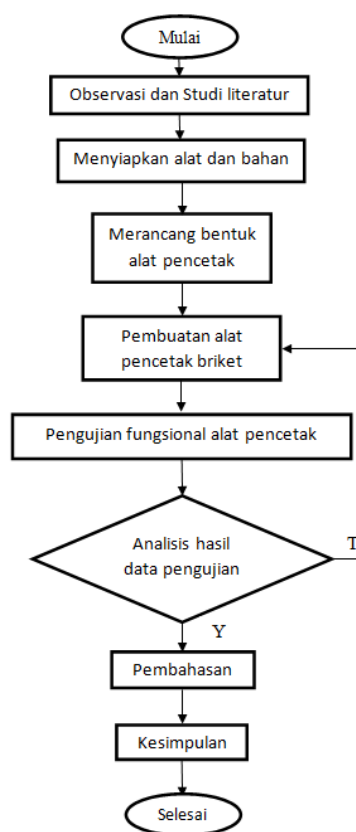 Mulai
Observasi dan Studi literatur
Menyiapkan alat dan bahan
Merancang bentuk
alat pencetak
Pembuatan alat
pencetak briket
Pengujian fungsional alat pencetak
Analisis hasil
data pengujian
T
Y
Pembahasan
Kesimpulan
Selesai